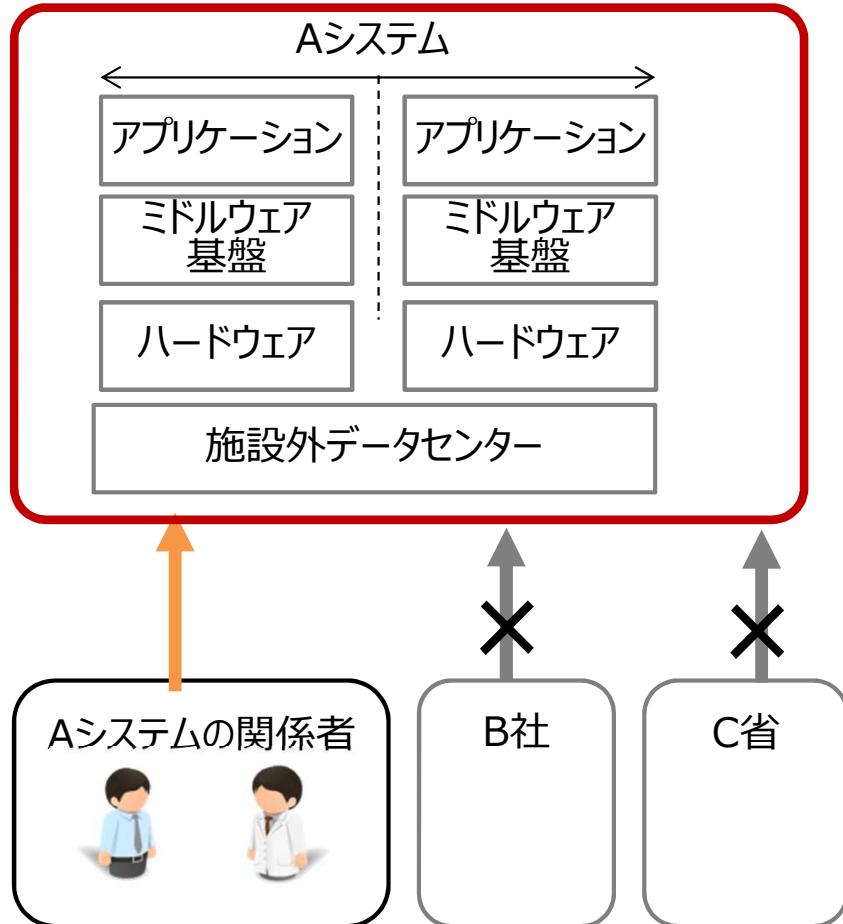 Aシステム
アプリケーション
アプリケーション
ミドルウェア
基盤
ミドルウェア
基盤
ハードウェア
ハードウェア
施設外データセンター
Aシステムの関係者
B社
C省